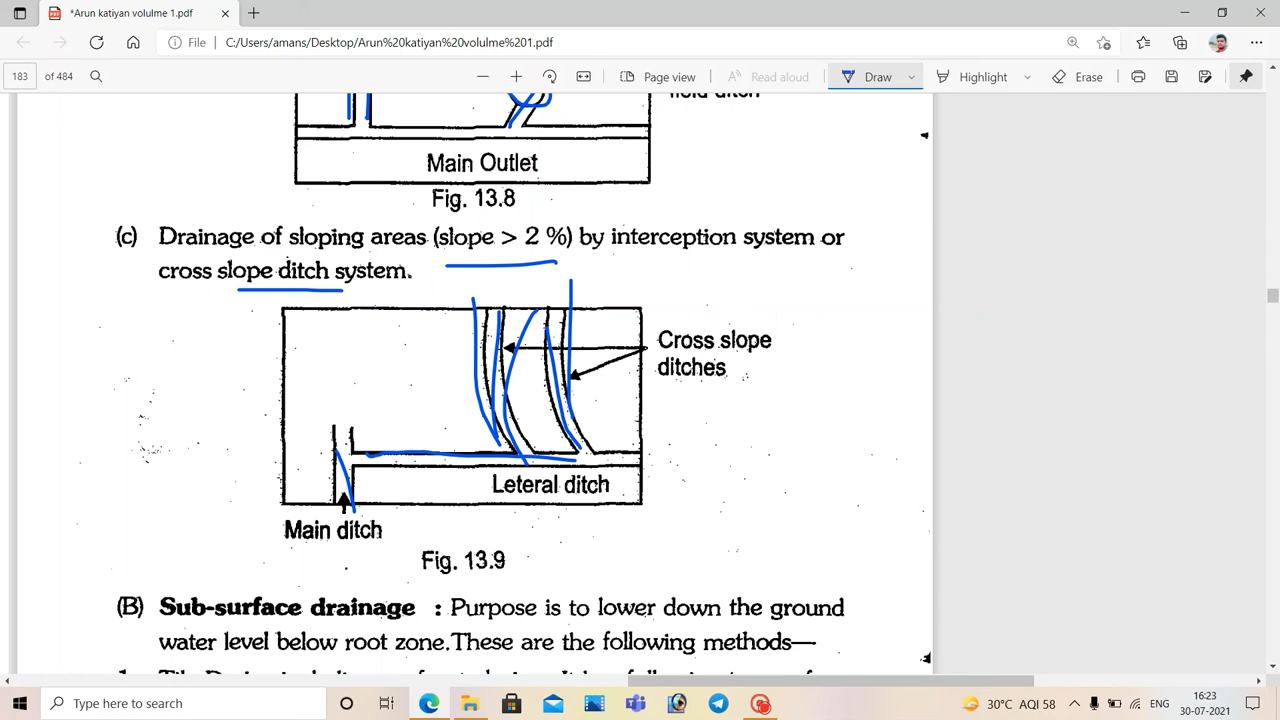 *Arun katiyan volulme 1.pdf
File
C:/Users/amans/Desktop/Arun%20katiyan%20volulme%201.pdf
183 of 484
Page view
Read aloud
Draw
Highlight
Erase
field ditch
Main Outlet
Fig. 13.8
(c) Drainage of sloping areas (slope > 2 %) by interception system or
cross slope ditch system.
Cross slope
ditches
Leteral ditch
Main ditch
Fig. 13.9
(B) Sub-surface drainage : Purpose is to lower down the ground
water level below root zone.These are the following methods—
Type here to search
30°C AQI 58
ENG
16:23
30-07-2021